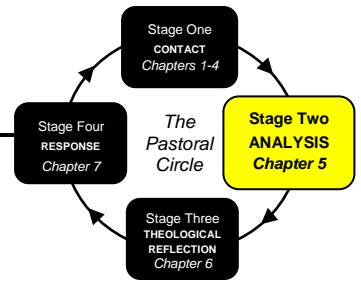 Stage One
CONTACT
Chapters 1-4
Stage Two
ANALYSIS
Chapter 5
Stage Three
THEOLOGICAL
REFLECTION
Chapter 6
Stage Four
RESPONSE
Chapter 7
The
Pastoral
Circle